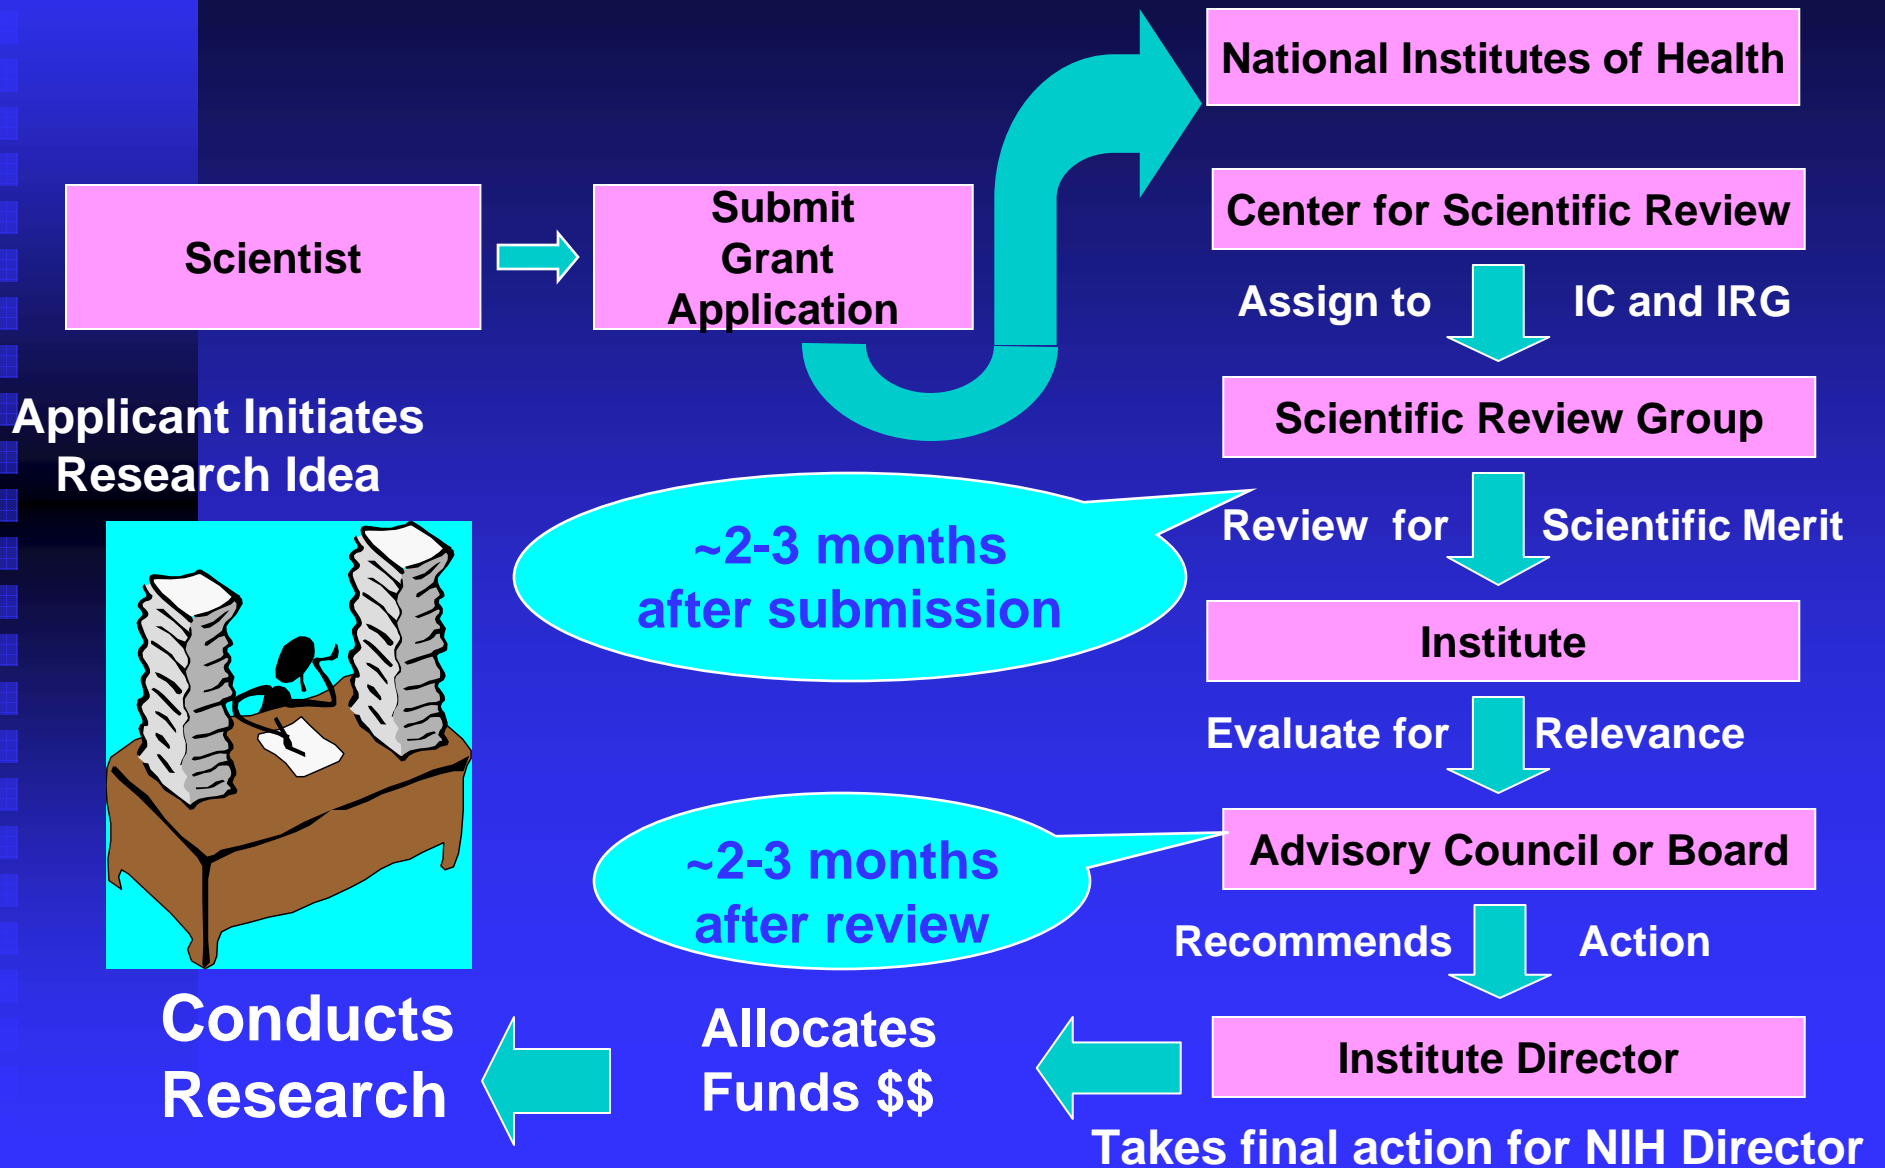 National Institutes of Health
Scientist
Submit
Grant
Application
Center for Scientific Review
Assign to IC and IRG
Applicant Initiates
Research Idea
Scientific Review Group
~2-3 months
after submission
Review for Scientific Merit
Institute
Evaluate for Relevance
~2-3 months
after review
Advisory Council or Board
Recommends Action
Institute Director
Takes final action for NIH Director
Allocates
Funds $$
Conducts
Research